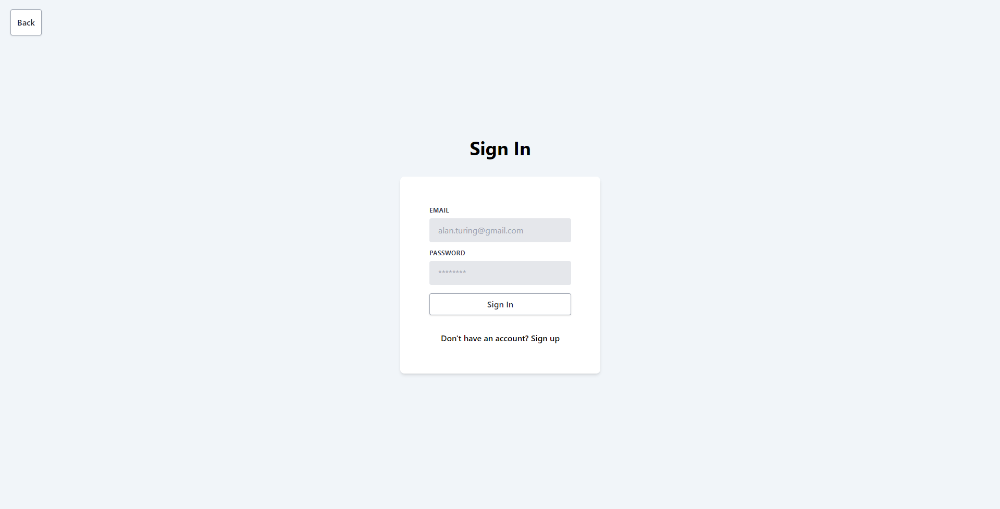 Back
Sign In
EMAIL
alan.turing@gmail.com
PASSWORD
********
Sign In
Don't have an account? Sign up